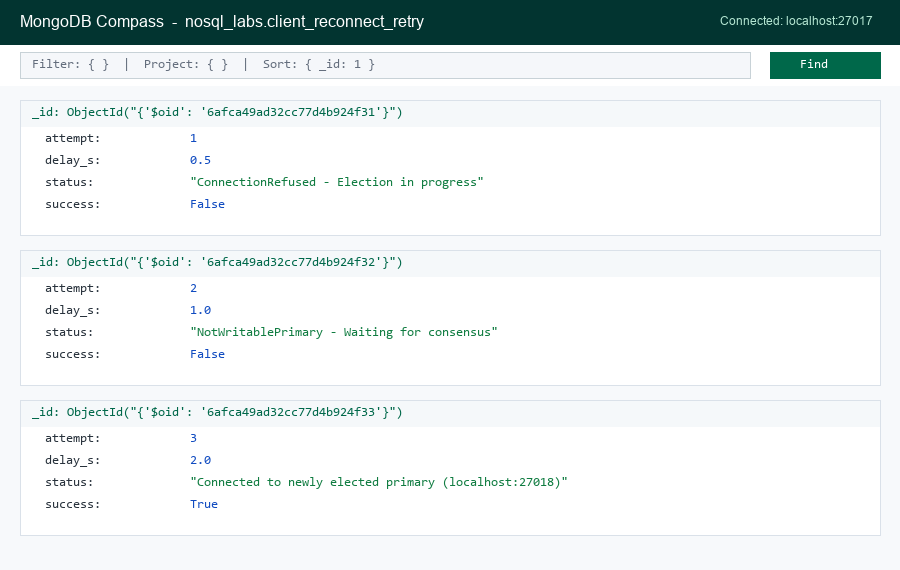 MongoDB Compass - nosql_labs.client_reconnect_retry
Connected: localhost:27017
Filter: { } | Project: { } | Sort: { _id: 1 }
Find
_id: ObjectId("{'$oid': '6afca49ad32cc77d4b924f31'}")
attempt: 1
delay_s: 0.5
status: "ConnectionRefused - Election in progress"
success: False
_id: ObjectId("{'$oid': '6afca49ad32cc77d4b924f32'}")
attempt: 2
delay_s: 1.0
status: "NotWritablePrimary - Waiting for consensus"
success: False
_id: ObjectId("{'$oid': '6afca49ad32cc77d4b924f33'}")
attempt: 3
delay_s: 2.0
status: "Connected to newly elected primary (localhost:27018)"
success: True